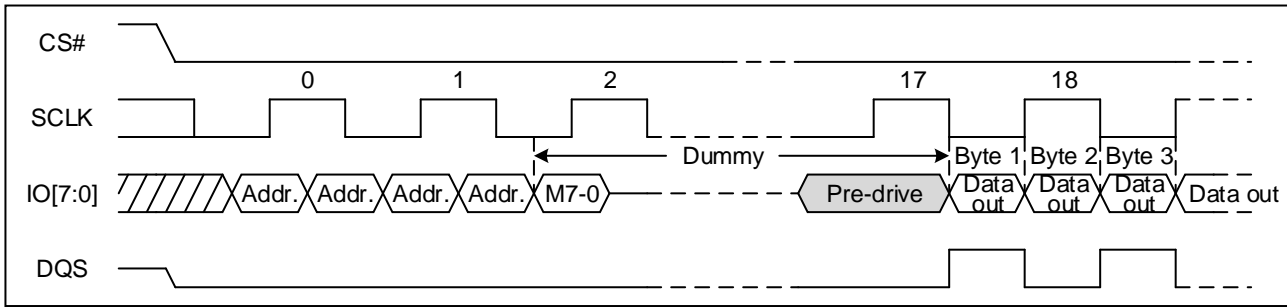 CS#
0 1 2 17 18
SCLK
Dummy Byte 1 Byte 2 Byte 3
IO[7:0] Addr. Addr. Addr. Addr. M7-0 Pre-drive Data out Data out Data out Data out
DQS